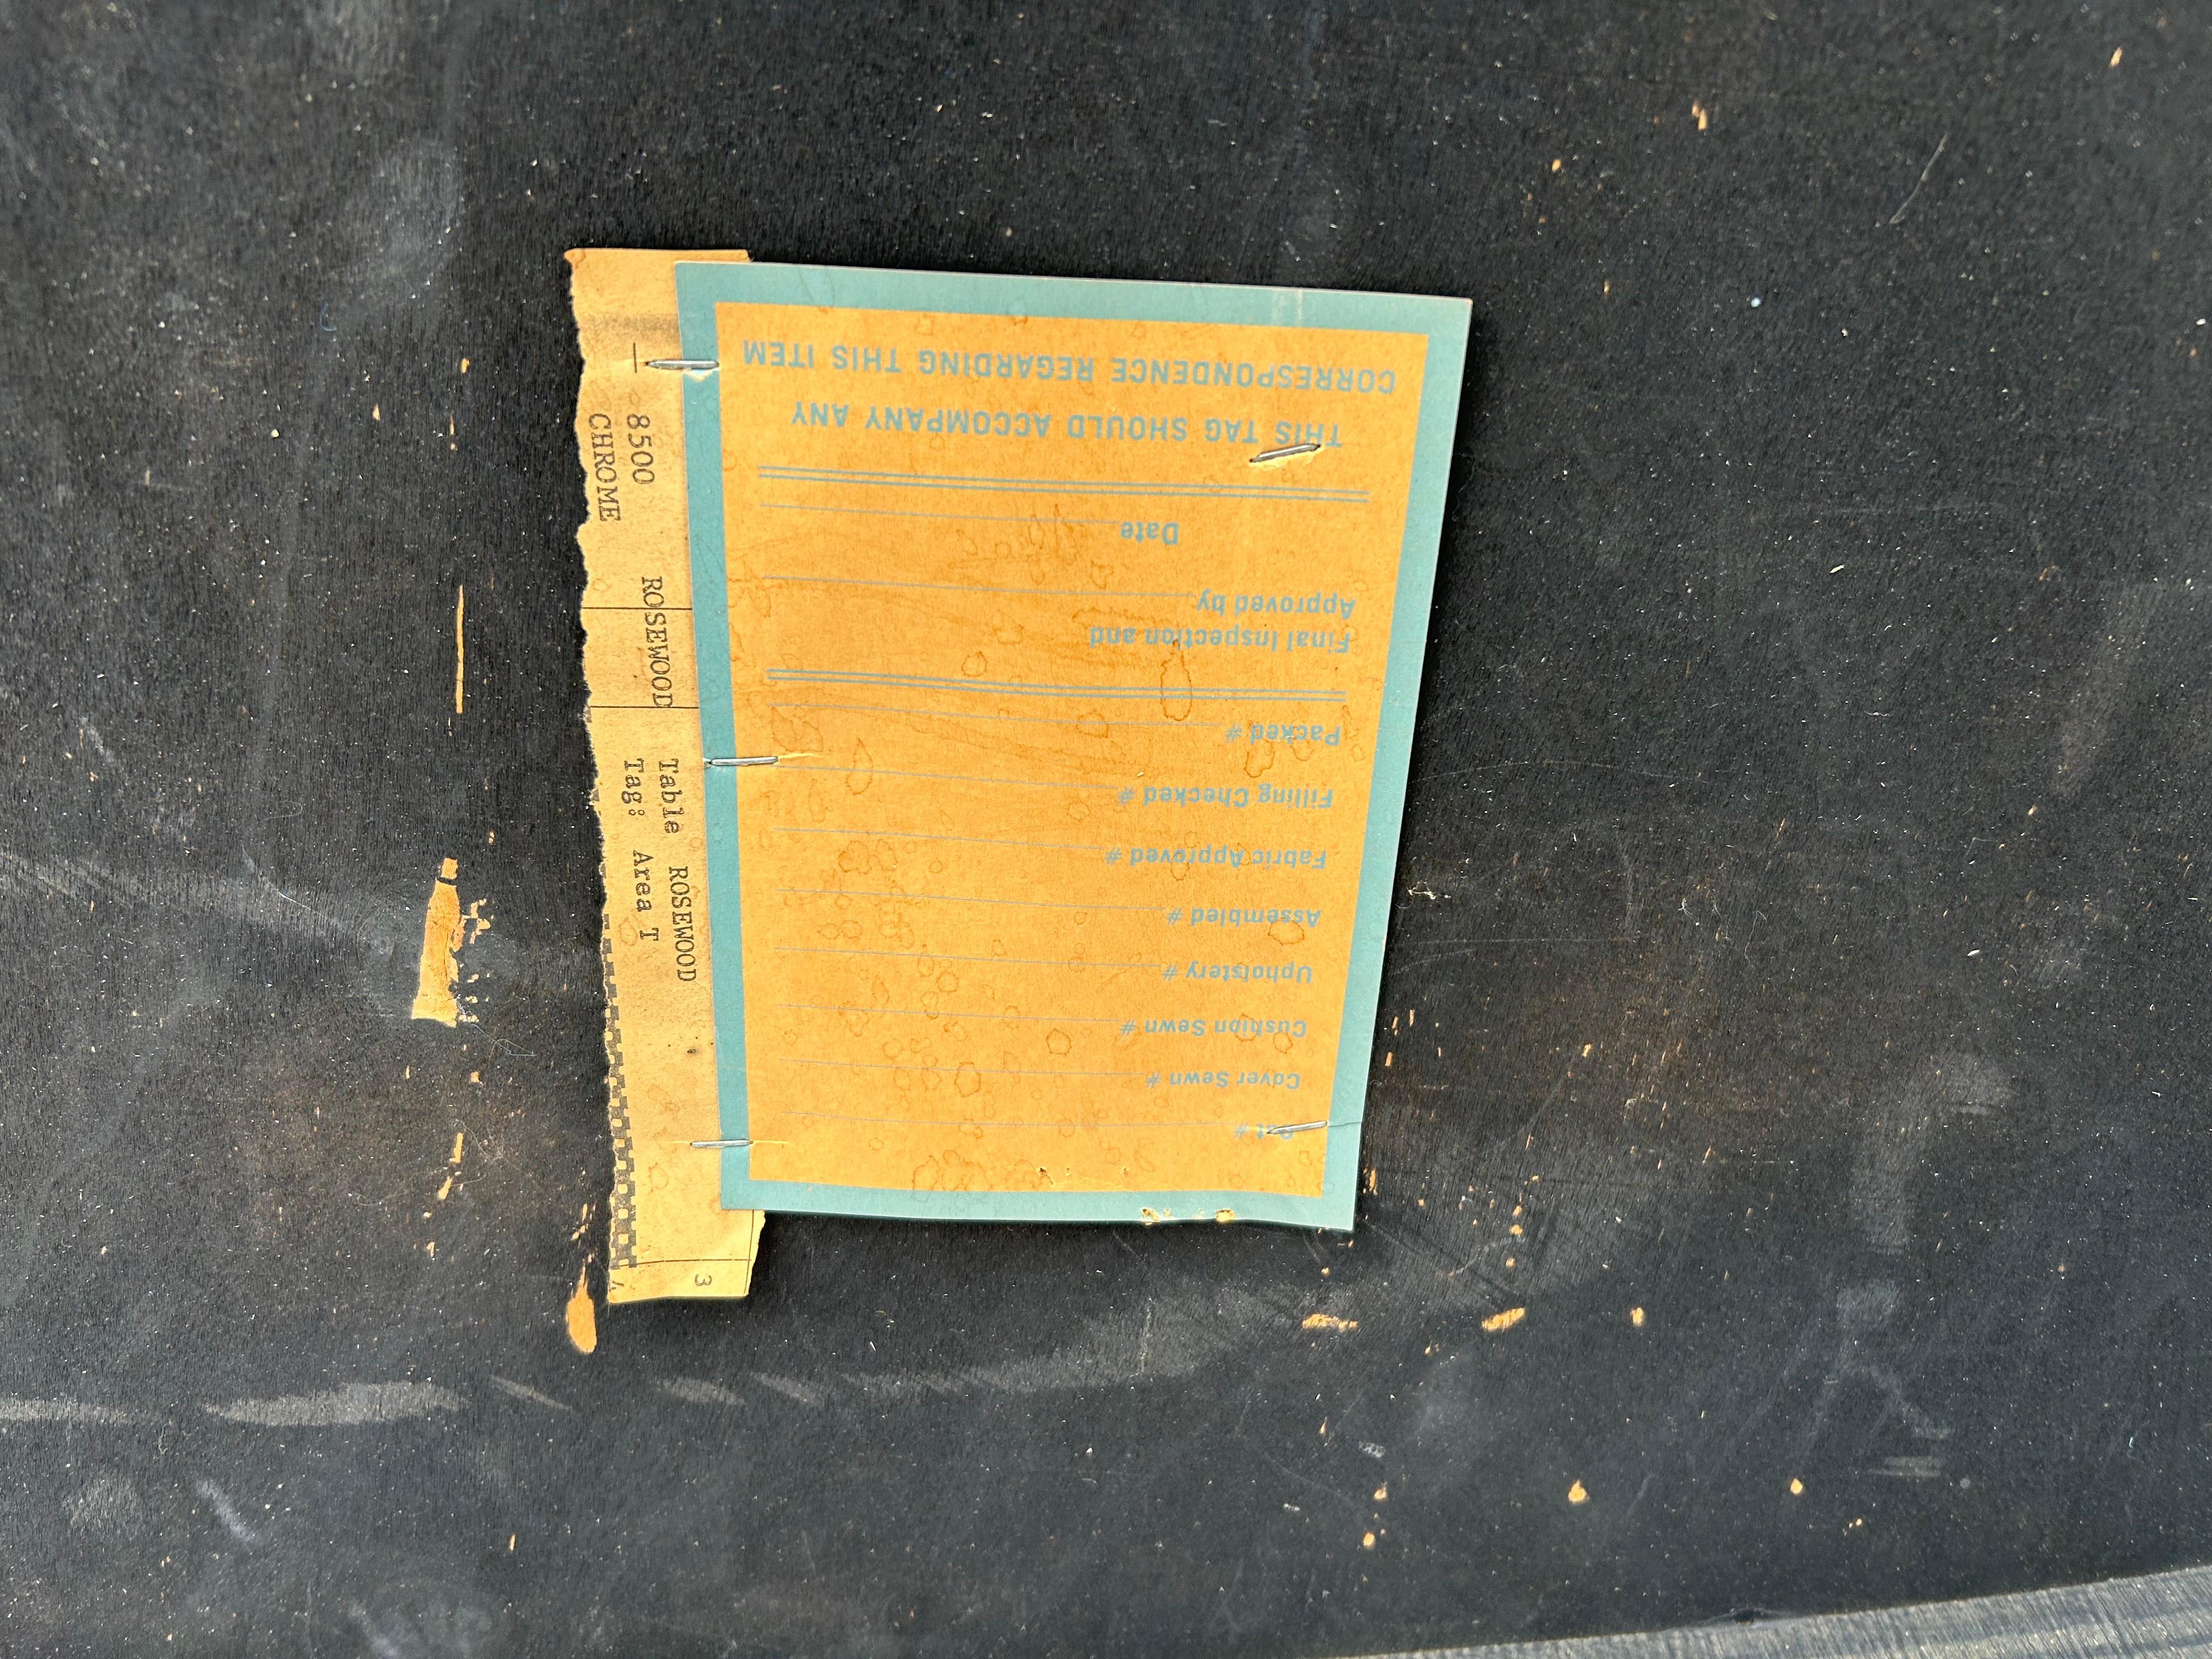 1 8500 ROSEWOOD Table ROSEWOOD 3
CHROME Tag: Area T
# 
Cover Sewn #
Cushion Sewn #
Upholstery #
Assembled #
Fabric Approved #
Filling Checked #
Packed #
Final Inspection and
Approved by
Date
THIS TAG SHOULD ACCOMPANY ANY
CORRESPONDENCE REGARDING THIS ITEM